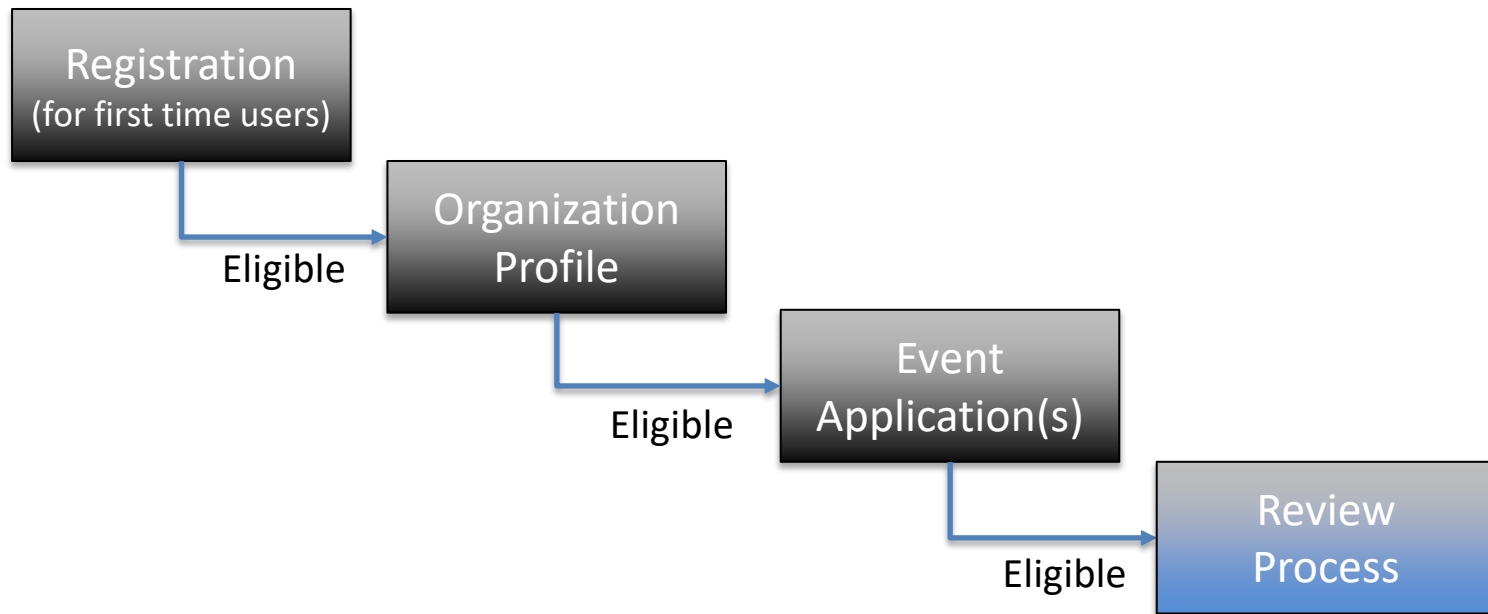 Registration
(for first time users)
Organization
Profile
Eligible
Event
Application(s)
Eligible
Review
Process
Eligible